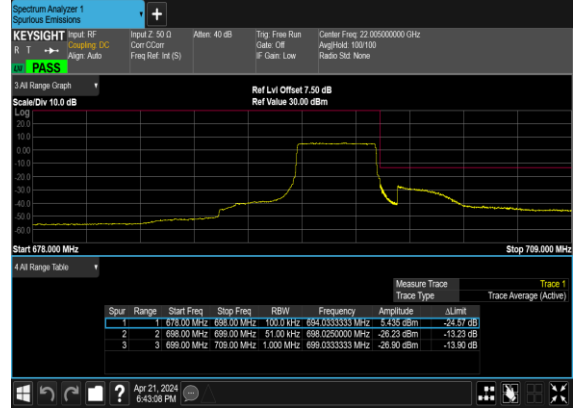 Spectrum Analyzer 1
Spurious Emissions
+
KEYSIGHT Input: RF Input Z: 50 Ω Atten: 40 dB Trig: Free Run Center Freq: 22.005000000 GHz
R T Coupling: DC Corr CCorr Gate: Off Avg|Hold: 100/100
Align: Auto Freq Ref: Int (S) IF Gain: Low Radio Std: None
PASS
3 All Range Graph
Ref Lvl Offset 7.50 dB
Scale/Div 10.0 dB Ref Value 30.00 dBm
Log
20.0
10.0
0.00
-10.0
-20.0
-30.0
-40.0
-50.0
-60.0
Start 678.000 MHz Stop 709.000 MHz
4 All Range Table
Measure Trace Trace 1
Trace Type Trace Average (Active)
Spur Range Start Freq Stop Freq RBW Frequency Amplitude ΔLimit
1 1 678.00 MHz 698.00 MHz 100.0 kHz 694.0333333 MHz 5.435 dBm -24.57 dB
2 2 698.00 MHz 699.00 MHz 51.00 kHz 698.0250000 MHz -26.23 dBm -13.23 dB
3 3 699.00 MHz 709.00 MHz 1.000 MHz 699.0333333 MHz -26.90 dBm -13.90 dB
? Apr 21, 2024
6:43:08 PM